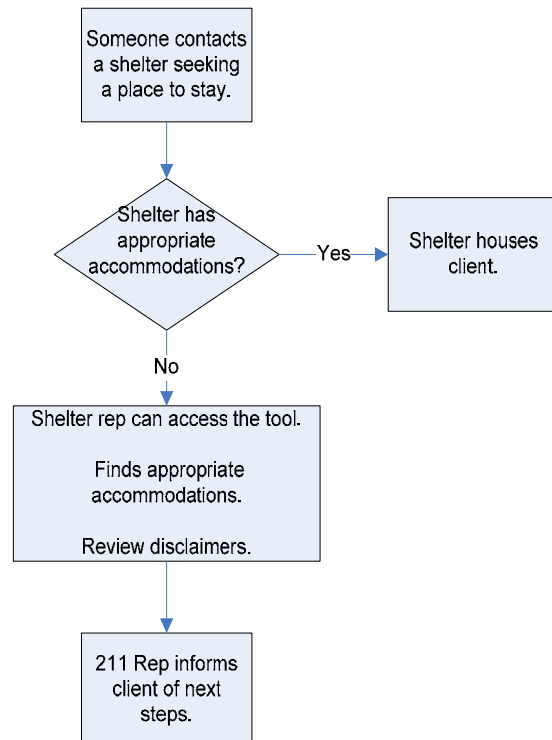 Someone contacts
a shelter seeking
a place to stay.
Shelter has
appropriate
accommodations?
Yes
Shelter houses
client.
No
Shelter rep can access the tool.
Finds appropriate
accommodations.
Review disclaimers.
211 Rep informs
client of next
steps.